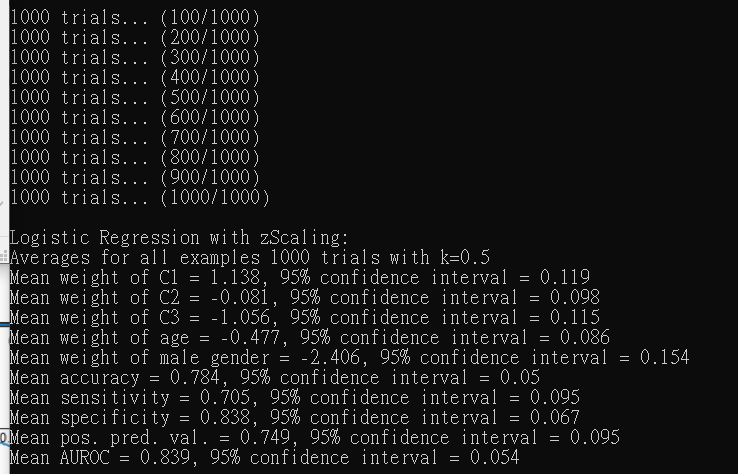 1000 trials... (100/1000)
1000 trials... (200/1000)
1000 trials... (300/1000)
1000 trials... (400/1000)
1000 trials... (500/1000)
1000 trials... (600/1000)
1000 trials... (700/1000)
1000 trials... (800/1000)
1000 trials... (900/1000)
1000 trials... (1000/1000)
Logistic Regression with zScaling:
Averages for all examples 1000 trials with k=0.5
Mean weight of C1 = 1.138, 95% confidence interval = 0.119
Mean weight of C2 = -0.081, 95% confidence interval = 0.098
Mean weight of C3 = -1.056, 95% confidence interval = 0.115
Mean weight of age = -0.477, 95% confidence interval = 0.086
Mean weight of male gender = -2.406, 95% confidence interval = 0.154
Mean accuracy = 0.784, 95% confidence interval = 0.05
Mean sensitivity = 0.705, 95% confidence interval = 0.095
Mean specificity = 0.838, 95% confidence interval = 0.067
Mean pos. pred. val. = 0.749, 95% confidence interval = 0.095
Mean AUROC = 0.839, 95% confidence interval = 0.054